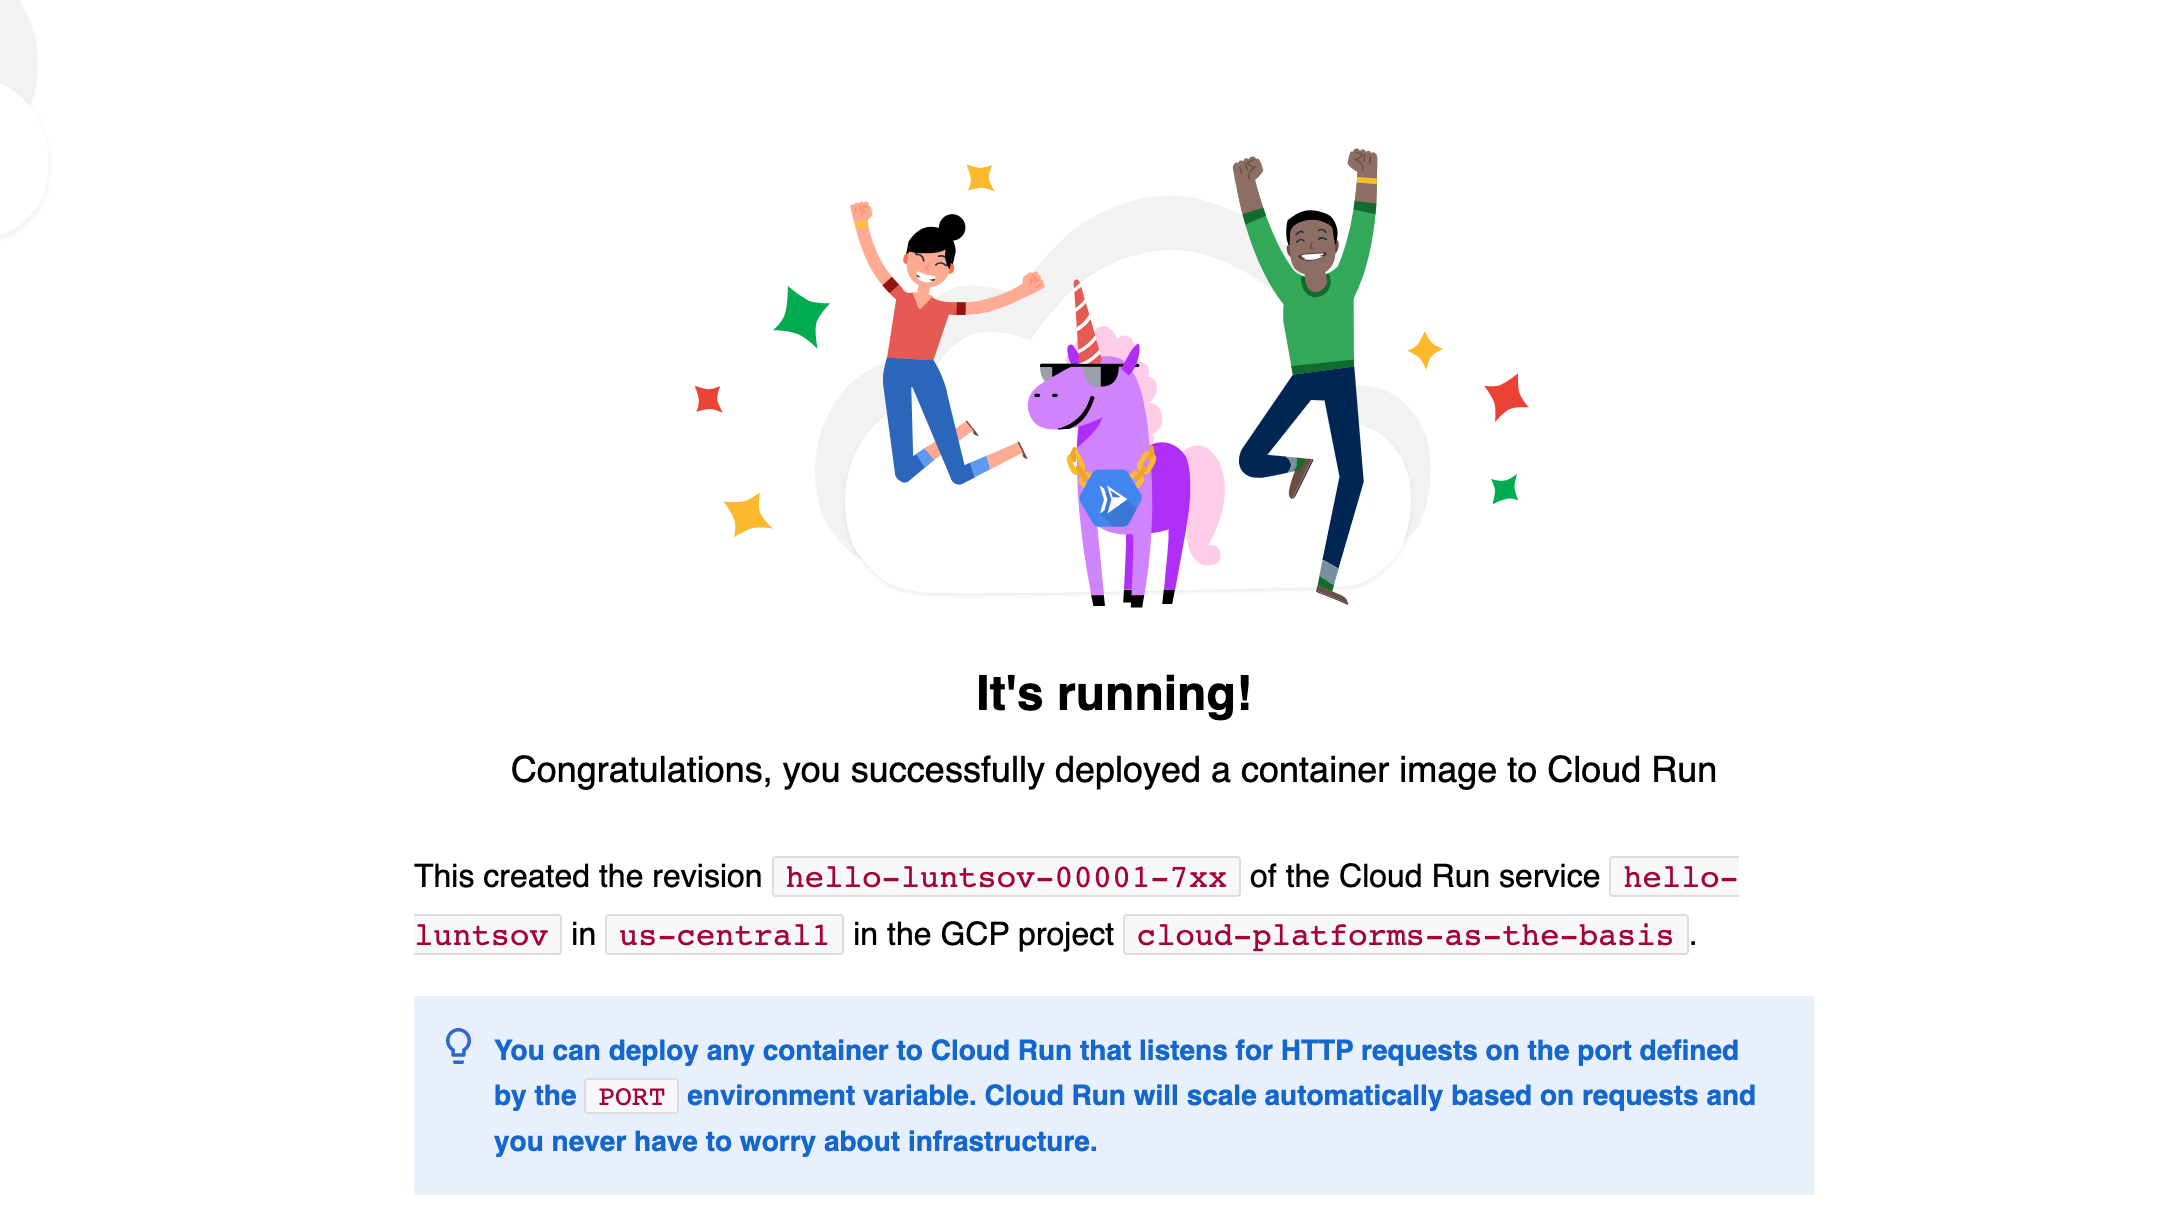 It's running!
Congratulations, you successfully deployed a container image to Cloud Run
This created the revision hello-luntsov-00001-7xx of the Cloud Run service hello-
luntsov in us-central1 in the GCP project cloud-platforms-as-the-basis.
You can deploy any container to Cloud Run that listens for HTTP requests on the port defined
by the PORT environment variable. Cloud Run will scale automatically based on requests and
you never have to worry about infrastructure.